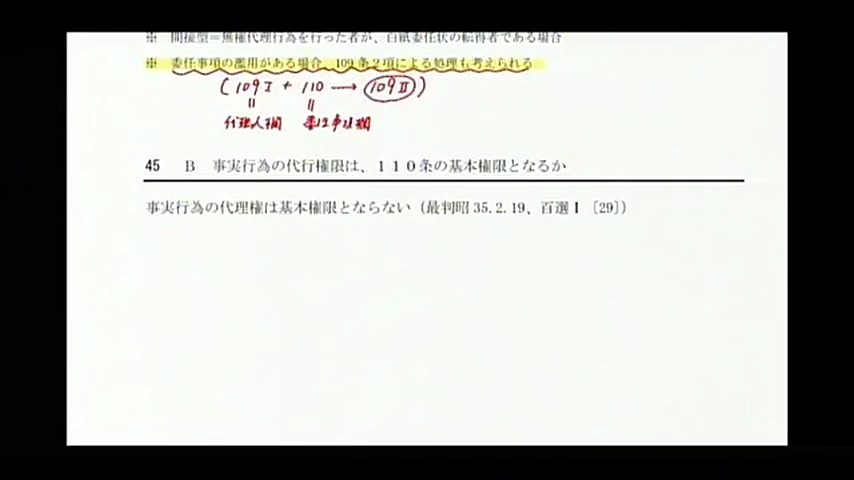 ※ 間接型＝無権代理行為を行った者が、白紙委任状の転得者である場合
※ 委任事項の濫用がある場合、109条2項による処理も考えられる
(109Ⅰ + 110 → 109Ⅱ)
〃 〃
代理人欄 委任事項欄
45 B 事実行為の代行権限は、１１０条の基本権限となるか
事実行為の代理権は基本権限とならない（最判昭 35.2.19、百選Ⅰ〔29〕）